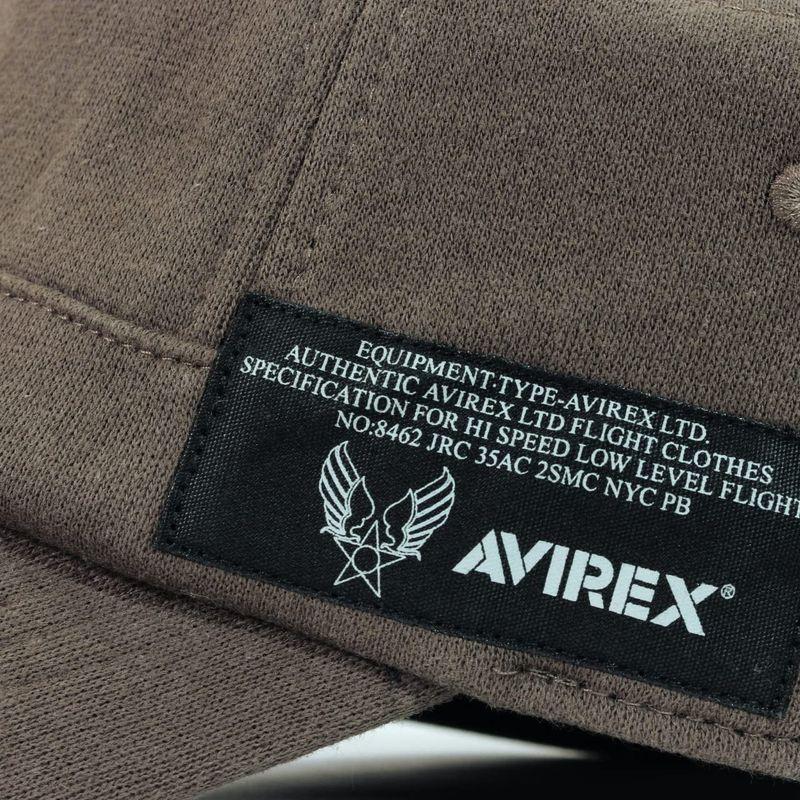 EQUIPMENT.TYPE-AVIREX LTD.
AUTHENTIC AVIREX LTD FLIGHT CLOTHES
SPECIFICATION FOR HI SPEED LOW LEVEL FLIGHT
NO:8462 JRC 35AC 2SMC NYC PB
AVIREX®